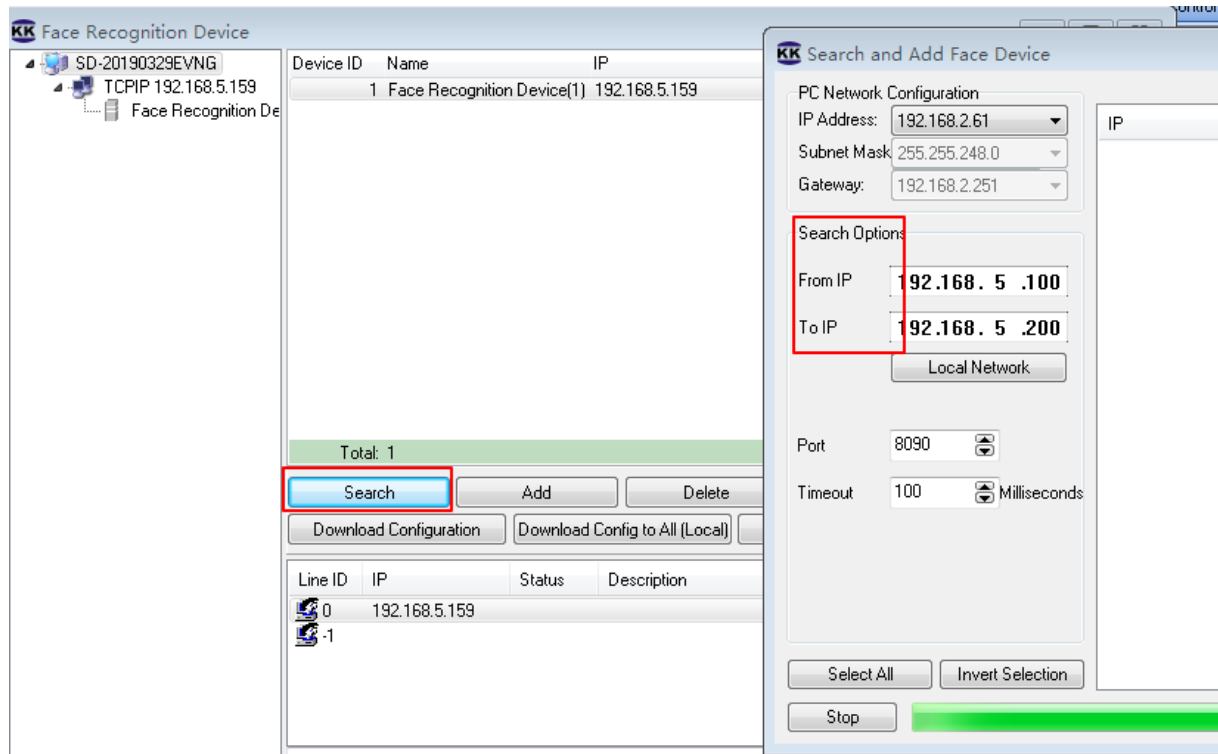 KK Face Recognition Device
SD-20190329EVNG
TCPIP 192.168.5.159
Face Recognition De
Device ID Name IP
1 Face Recognition Device(1) 192.168.5.159
Total: 1
Search Add Delete
Download Configuration Download Config to All (Local)
Line ID IP Status Description
0 192.168.5.159
-1
KK Search and Add Face Device
PC Network Configuration
IP Address: 192.168.2.61
Subnet Mask 255.255.248.0
Gateway: 192.168.2.251
Search Options
From IP 192.168. 5 .100
To IP 192.168. 5 .200
Local Network
Port 8090
Timeout 100 Milliseconds
Select All Invert Selection
Stop
IP